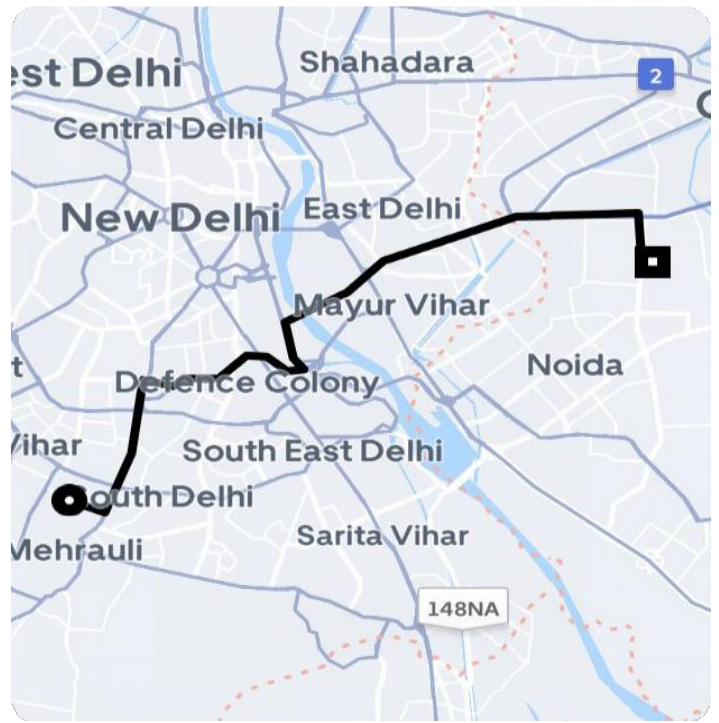 est Delhi
Shahadara
2
Central Delhi
New Delhi
East Delhi
Mayur Vihar
Noida
Defence Colony
Vihar
South East Delhi
South Delhi
Sarita Vihar
Mehrauli
148NA